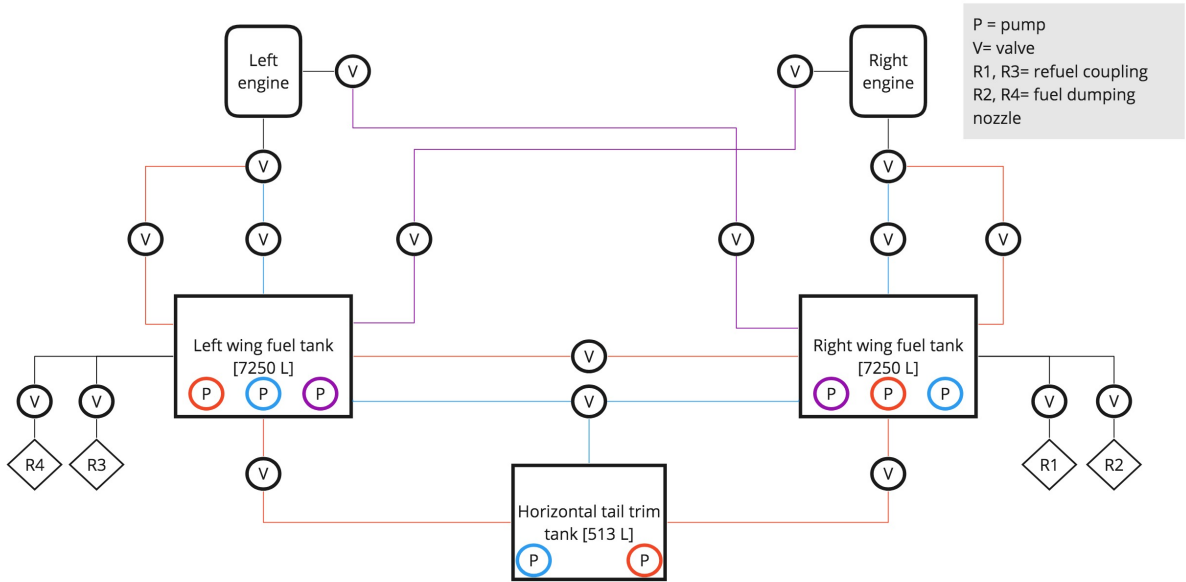 P = pump
V= valve
R1, R3= refuel coupling
R2, R4= fuel dumping
nozzle
Left
engine
V
V
Right
engine
V
V
V
V
V
V
V
V
Left wing fuel tank
[7250 L]
P
P
P
V
V
Right wing fuel tank
[7250 L]
P
P
P
V
V
V
V
R4
R3
R1
R2
V
V
Horizontal tail trim
tank [513 L]
P
P